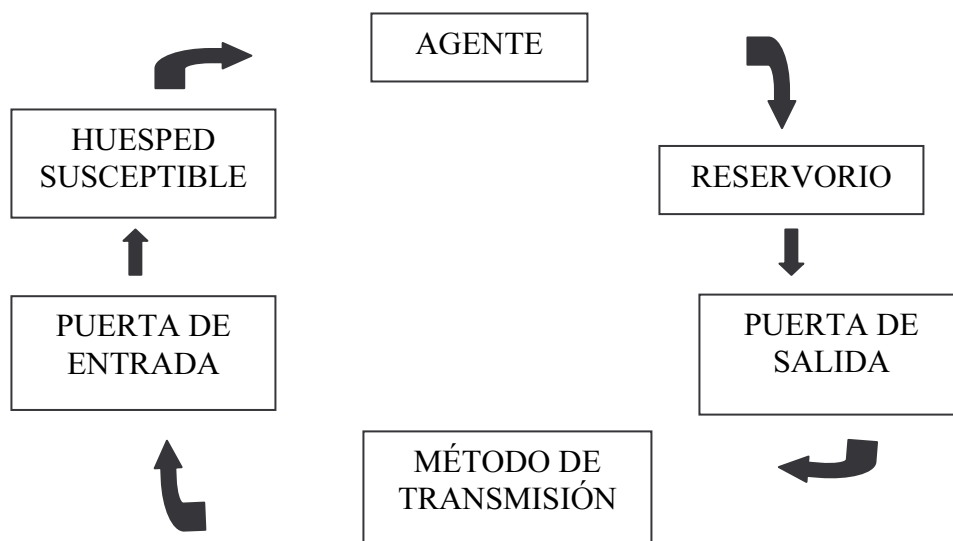 AGENTE
HUESPED
SUSCEPTIBLE
RESERVORIO
PUERTA DE
ENTRADA
PUERTA DE
SALIDA
MÉTODO DE
TRANSMISIÓN